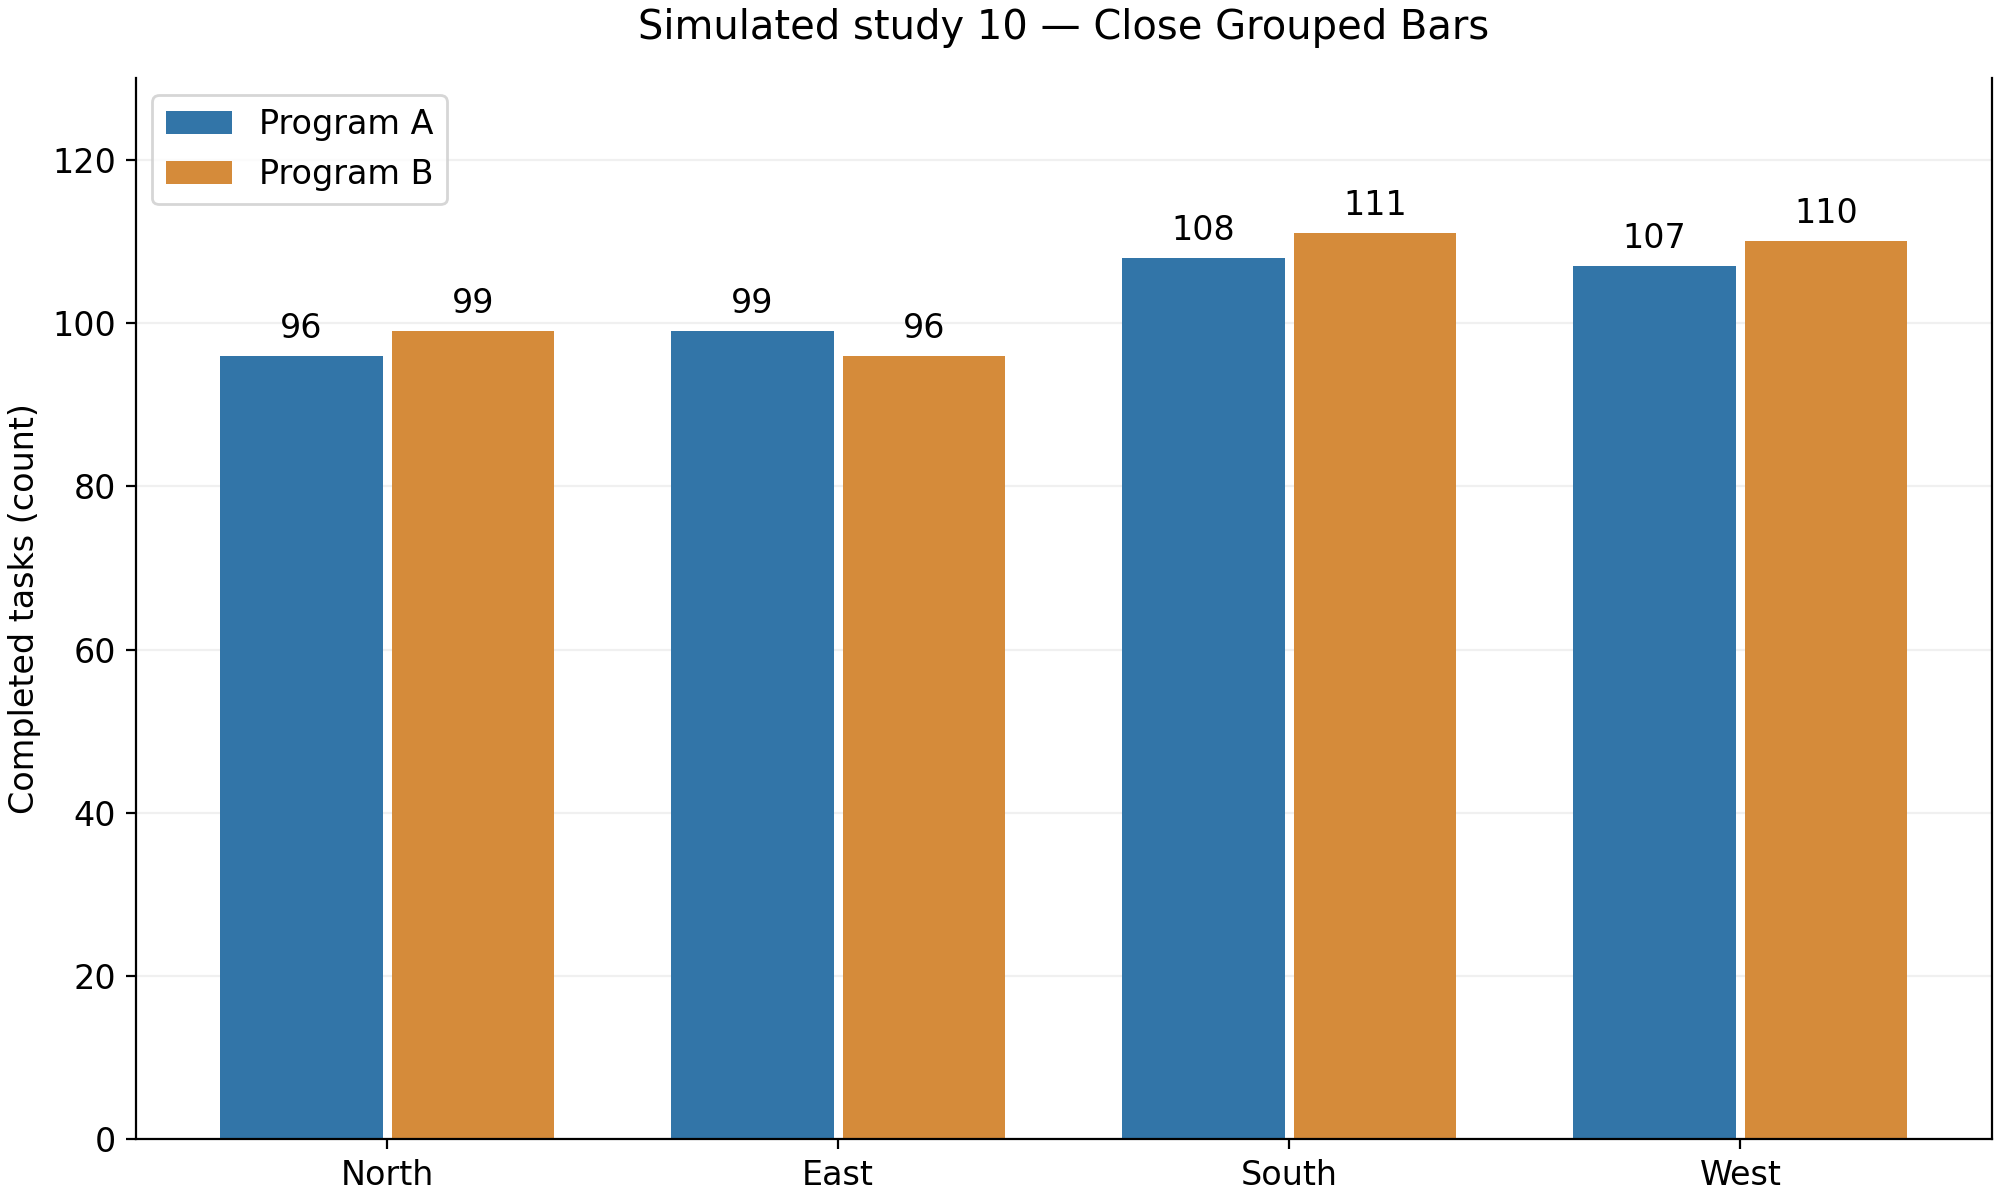 Simulated study 10 — Close Grouped Bars
Program A
Program B
Completed tasks (count)
120
100
80
60
40
20
0
96
99
99
96
108
111
107
110
North
East
South
West